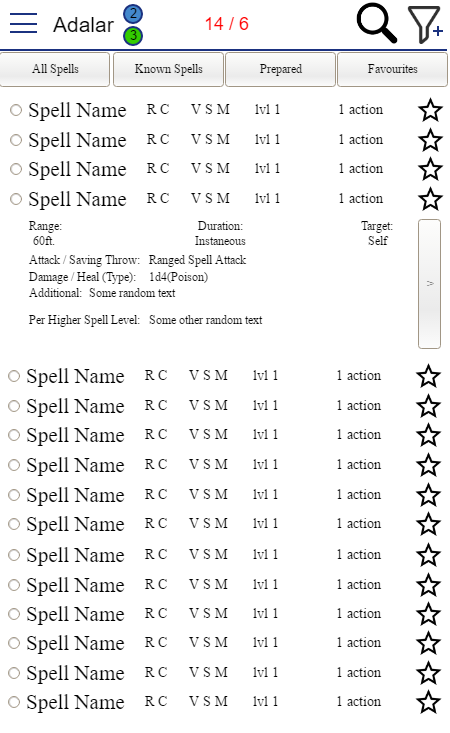 Adalar 2 3 14 / 6 +
All Spells Known Spells Prepared Favourites
Spell Name R C V S M lvl 1 1 action
Spell Name R C V S M lvl 1 1 action
Spell Name R C V S M lvl 1 1 action
Spell Name R C V S M lvl 1 1 action
Range: Duration: Target:
60ft. Instaneous Self
Attack / Saving Throw: Ranged Spell Attack
Damage / Heal (Type): 1d4(Poison)
Additional: Some random text
>
Per Higher Spell Level: Some other random text
Spell Name R C V S M lvl 1 1 action
Spell Name R C V S M lvl 1 1 action
Spell Name R C V S M lvl 1 1 action
Spell Name R C V S M lvl 1 1 action
Spell Name R C V S M lvl 1 1 action
Spell Name R C V S M lvl 1 1 action
Spell Name R C V S M lvl 1 1 action
Spell Name R C V S M lvl 1 1 action
Spell Name R C V S M lvl 1 1 action
Spell Name R C V S M lvl 1 1 action
Spell Name R C V S M lvl 1 1 action
Spell Name R C V S M lvl 1 1 action